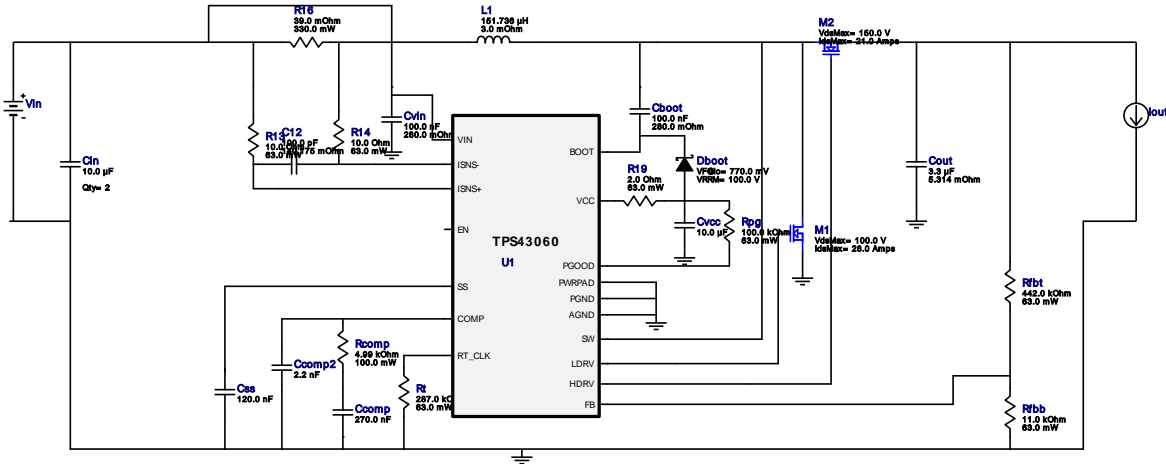 R16
39.0 mOhm
330.0 mW
L1
151.736 µH
3.0 mOhm
M2
VdsMax= 150.0 V
IdsMax= 21.0 Amps
Vin
Cin
10.0 µF
Qty= 2
R13
10.0 Ohm
63.0 mW
C12
100.0 pF
R14
10.0 Ohm
63.0 mW
Cvin
100.0 nF
280.0 mOhm
Cboot
100.0 nF
280.0 mOhm
Dboot
770.0 mV
VRRM= 100.0 V
R19
2.0 Ohm
63.0 mW
Cvcc
10.0 µF
Rpg
100.0 kOhm
63.0 mW
M1
VdsMax= 100.0 V
IdsMax= 28.0 Amps
Cout
3.3 µF
5.314 mOhm
Iout
VIN
ISNS-
ISNS+
EN
SS
COMP
RT_CLK
TPS43060
U1
BOOT
VCC
PGOOD
PWRPAD
PGND
AGND
SW
LDRV
HDRV
FB
Rfbt
442.0 kOhm
63.0 mW
Rfbb
11.0 kOhm
63.0 mW
Css
120.0 nF
Ccomp2
2.2 nF
Rcomp
4.99 kOhm
100.0 mW
Ccomp
270.0 nF
Rt
287.0 kO
63.0 mW